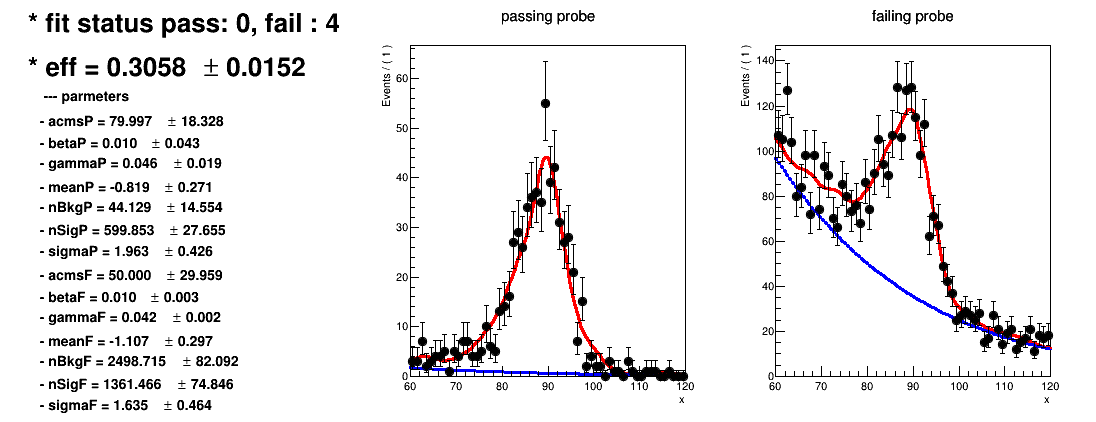 * fit status pass: 0, fail : 4
* eff = 0.3058 ± 0.0152
--- parmeters
- acmsP = 79.997 ± 18.328
- betaP = 0.010 ± 0.043
- gammaP = 0.046 ± 0.019
- meanP = -0.819 ± 0.271
- nBkgP = 44.129 ± 14.554
- nSigP = 599.853 ± 27.655
- sigmaP = 1.963 ± 0.426
- acmsF = 50.000 ± 29.959
- betaF = 0.010 ± 0.003
- gammaF = 0.042 ± 0.002
- meanF = -1.107 ± 0.297
- nBkgF = 2498.715 ± 82.092
- nSigF = 1361.466 ± 74.846
- sigmaF = 1.635 ± 0.464
passing probe
Events / ( 1 )
60
50
40
30
20
10
0
60 70 80 90 100 110 120
x
failing probe
Events / ( 1 )
140
120
100
80
60
40
20
0
60 70 80 90 100 110 120
x